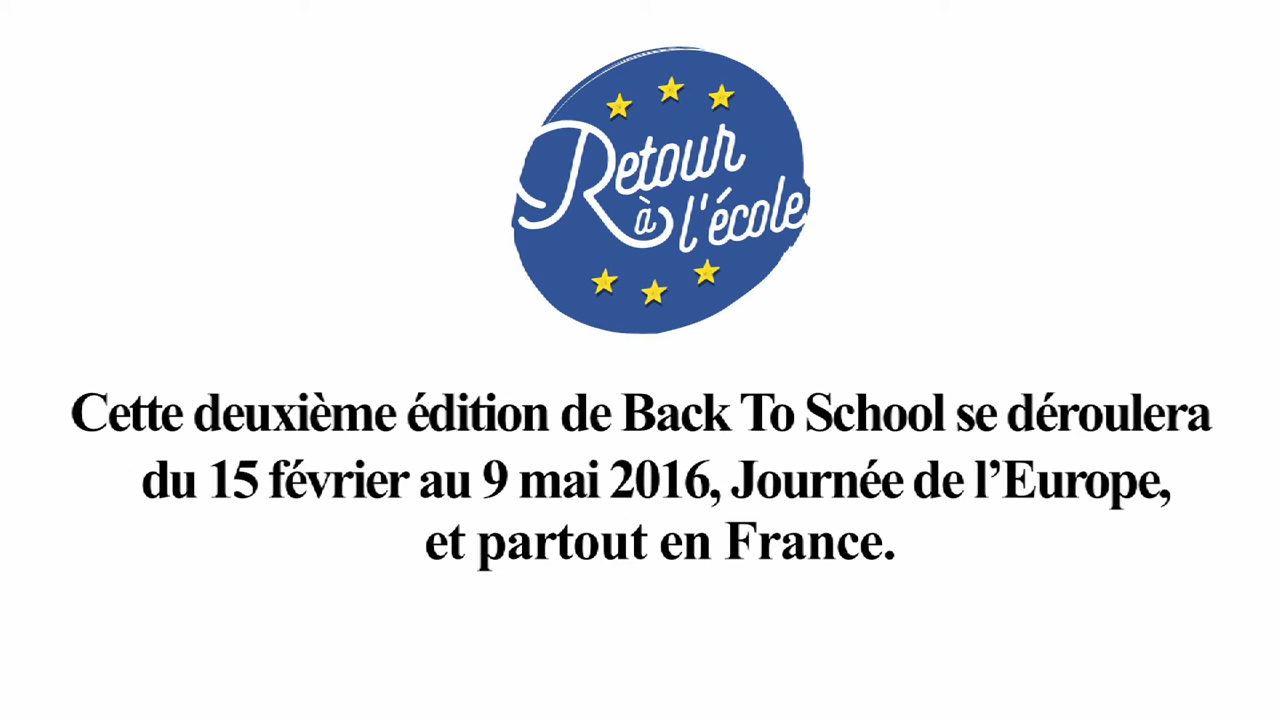 Retour
à l'école
Cette deuxième édition de Back To School se déroulera
du 15 février au 9 mai 2016, Journée de l’Europe,
et partout en France.